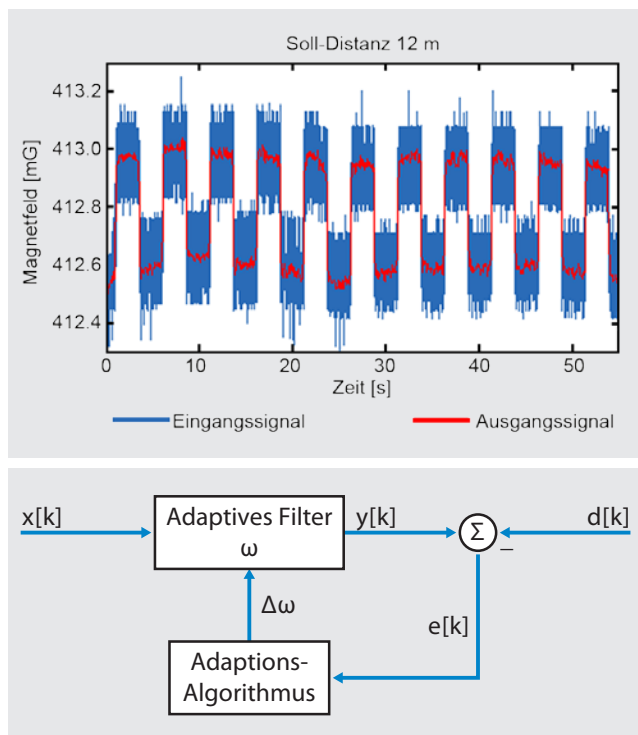 Soll-Distanz 12 m
Magnetfeld [mG]
413.2
413.0
412.8
412.6
412.4
0 10 20 30 40 50
Zeit [s]
Eingangssignal Ausgangssignal
x[k] Adaptives Filter y[k] Σ d[k]
ω
–
Δω
e[k]
Adaptions-
Algorithmus